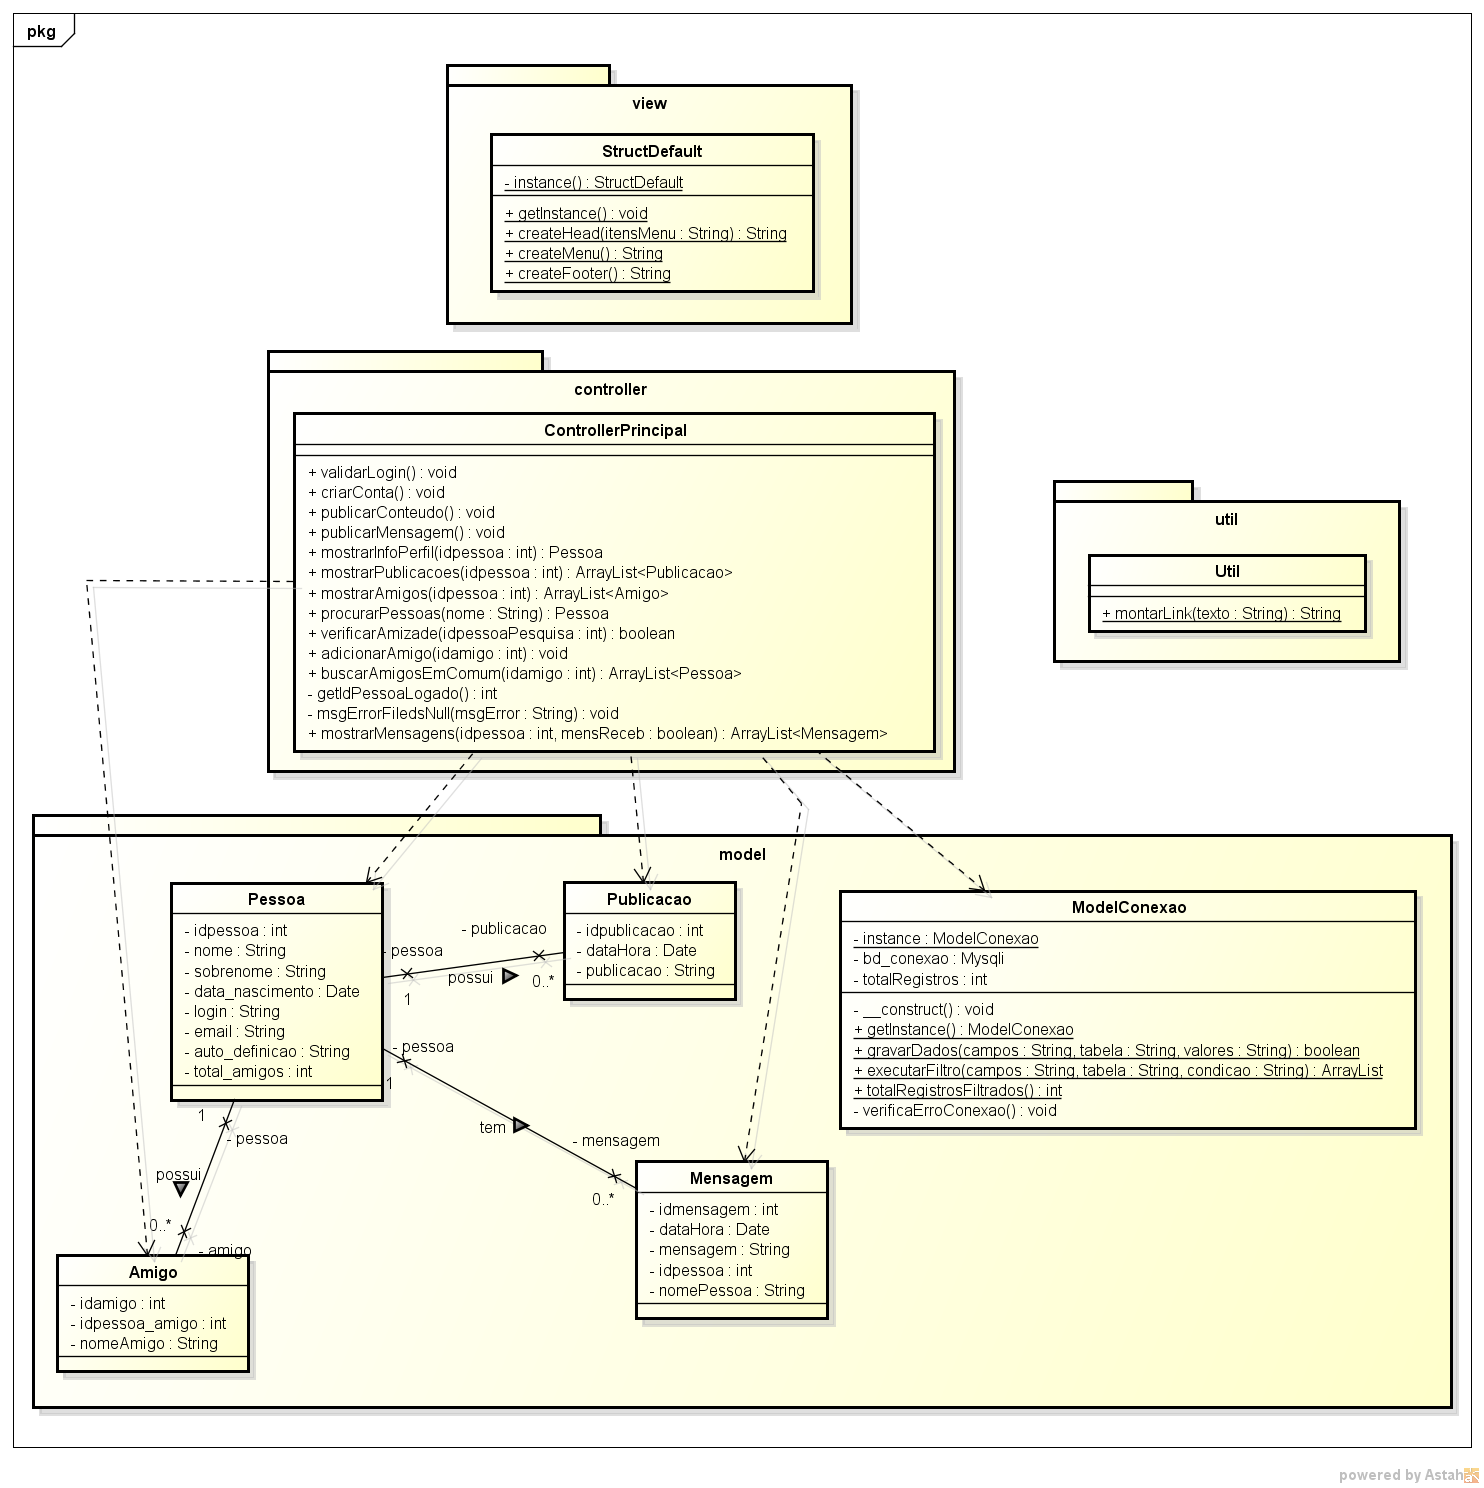 pkg
view
StructDefault
- instance() : StructDefault
+ getInstance() : void
+ createHead(itensMenu : String) : String
+ createMenu() : String
+ createFooter() : String
controller
ControllerPrincipal
+ validarLogin() : void
+ criarConta() : void
+ publicarConteudo() : void
+ publicarMensagem() : void
+ mostrarInfoPerfil(idpessoa : int) : Pessoa
+ mostrarPublicacoes(idpessoa : int) : ArrayList<Publicacao>
+ mostrarAmigos(idpessoa : int) : ArrayList<Amigo>
+ procurarPessoas(nome : String) : Pessoa
+ verificarAmizade(idpessoaPesquisa : int) : boolean
+ adicionarAmigo(idamigo : int) : void
+ buscarAmigosEmComum(idamigo : int) : ArrayList<Pessoa>
- getIdPessoaLogado() : int
- msgErrorFiledsNull(msgError : String) : void
+ mostrarMensagens(idpessoa : int, mensReceb : boolean) : ArrayList<Mensagem>
util
Util
+ montarLink(texto : String) : String
model
Pessoa
- idpessoa : int
- nome : String
- sobrenome : String
- data_nascimento : Date
- login : String
- email : String
- auto_definicao : String
- total_amigos : int
- publicacao
- pessoa
possui
0..*
1
Publicacao
- idpublicacao : int
- dataHora : Date
- publicacao : String
ModelConexao
- instance : ModelConexao
- bd_conexao : Mysqli
- totalRegistros : int
- __construct() : void
+ getInstance() : ModelConexao
+ gravarDados(campos : String, tabela : String, valores : String) : boolean
+ executarFiltro(campos : String, tabela : String, condicao : String) : ArrayList
+ totalRegistrosFiltrados() : int
- verificaErroConexao() : void
- pessoa
1
tem
- mensagem
0..*
1
- pessoa
possui
0..*
- amigo
Mensagem
- idmensagem : int
- dataHora : Date
- mensagem : String
- idpessoa : int
- nomePessoa : String
Amigo
- idamigo : int
- idpessoa_amigo : int
- nomeAmigo : String
powered by Astah